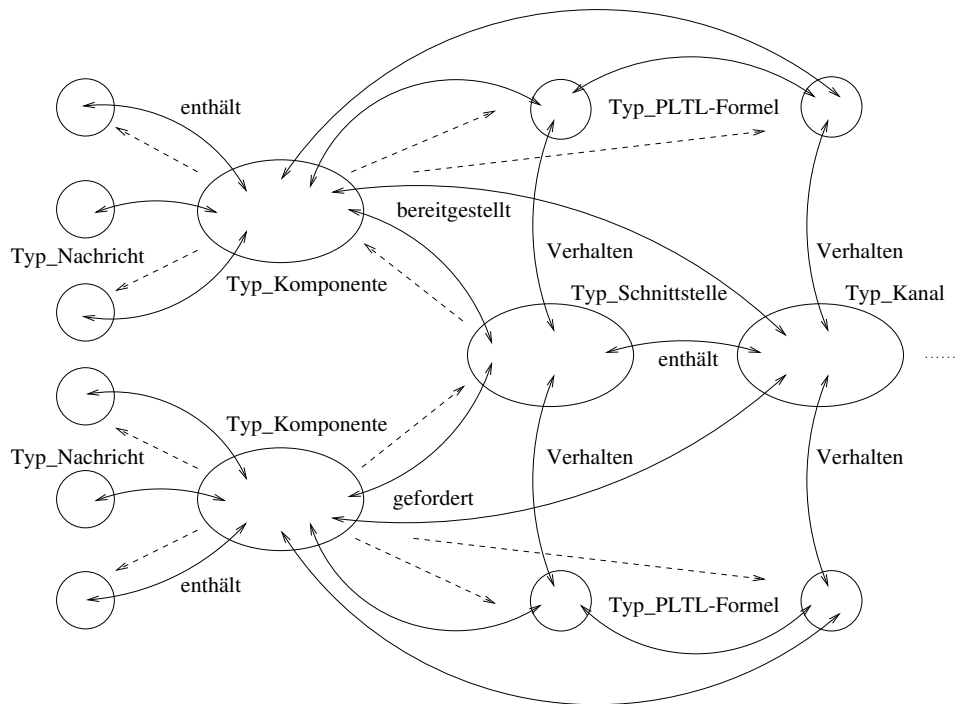 enthält
Typ_PLTL-Formel
bereitgestellt
Typ_Nachricht
Verhalten
Verhalten
Typ_Komponente
Typ_Schnittstelle
Typ_Kanal
enthält
......
Typ_Komponente
Typ_Nachricht
Verhalten
Verhalten
gefordert
enthält
Typ_PLTL-Formel